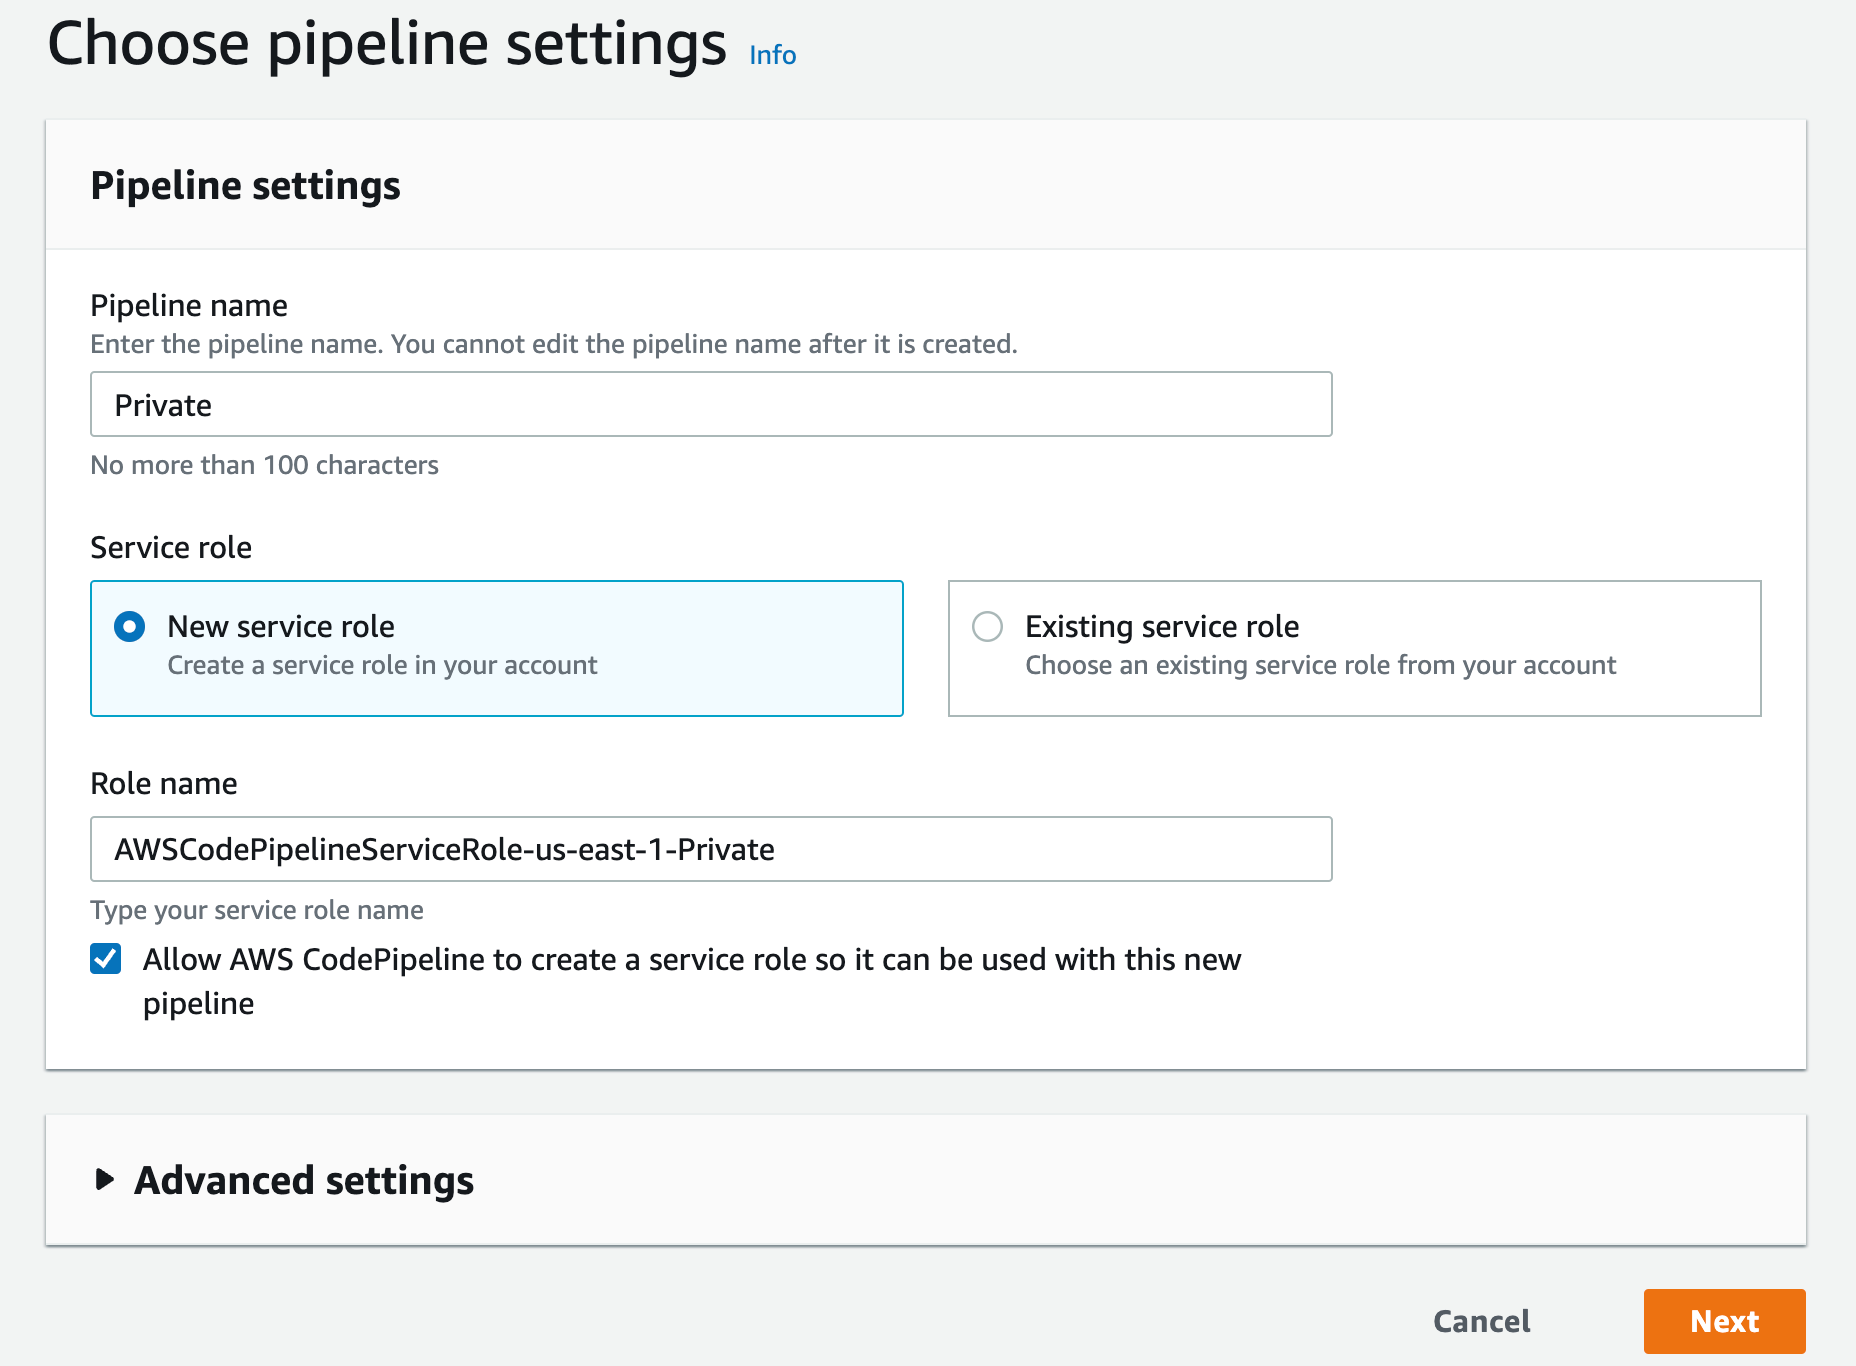 Choose pipeline settings Info
Pipeline settings
Pipeline name
Enter the pipeline name. You cannot edit the pipeline name after it is created.
Private
No more than 100 characters
Service role
New service role
Create a service role in your account
Existing service role
Choose an existing service role from your account
Role name
AWSCodePipelineServiceRole-us-east-1-Private
Type your service role name
Allow AWS CodePipeline to create a service role so it can be used with this new
pipeline
Advanced settings
Cancel
Next